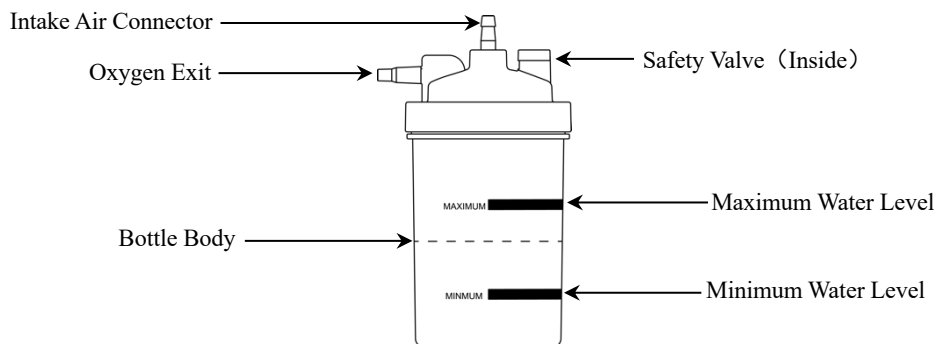 Intake Air Connector
Oxygen Exit
Safety Valve（Inside）
MAXIMUM
Maximum Water Level
Bottle Body
MINMUM
Minimum Water Level